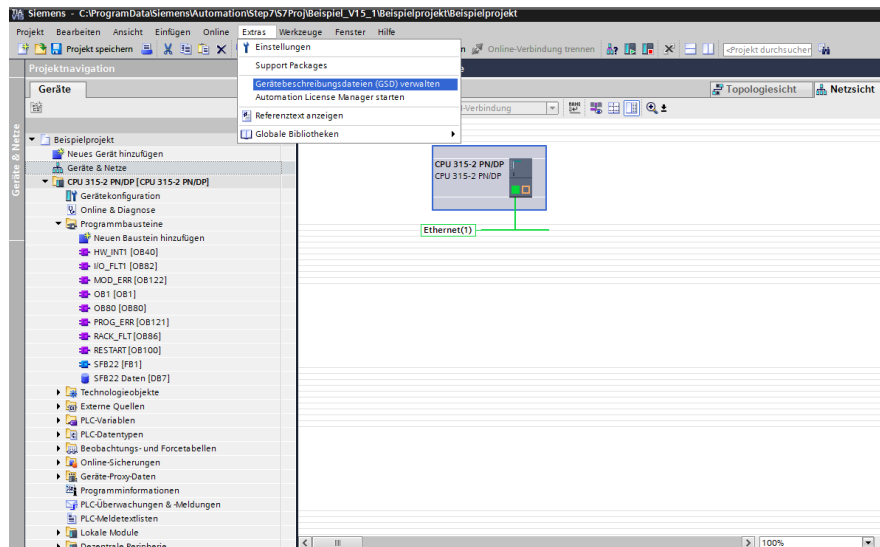 Siemens - C:\ProgramData\Siemens\Automation\Step7\S7Proj\Beispiel_V15_1\Beispielprojekt\Beispielprojekt
Projekt Bearbeiten Ansicht Einfügen Online Extras Werkzeuge Fenster Hilfe
Projekt speichern Online-Verbindung trennen <Projekt durchsuchen
Einstellungen
Support Packages
Gerätebeschreibungsdateien (GSD) verwalten
Automation License Manager starten
Referenztext anzeigen
Globale Bibliotheken
Projektnavigation
Geräte
Topologiesicht Netzsicht
-Verbindung
Geräte & Netze
Beispielprojekt
Neues Gerät hinzufügen
Geräte & Netze
CPU 315-2 PN/DP [CPU 315-2 PN/DP]
Gerätekonfiguration
Online & Diagnose
Programmbausteine
Neuen Baustein hinzufügen
HW_INT1 [OB40]
I/O_FLT1 [OB82]
MOD_ERR [OB122]
OB1 [OB1]
OB80 [OB80]
PROG_ERR [OB121]
RACK_FLT [OB86]
RESTART [OB100]
SFB22 [FB1]
SFB22 Daten [DB7]
Technologieobjekte
Externe Quellen
PLC-Variablen
PLC-Datentypen
Beobachtungs- und Forcetabellen
Online-Sicherungen
Geräte-Proxy-Daten
Programminformationen
PLC-Überwachungen & -Meldungen
PLC-Meldetextlisten
Lokale Module
Dezentrale Peripherie
CPU 315-2 PN/DP
CPU 315-2 PN/DP
Ethernet(1)
100%